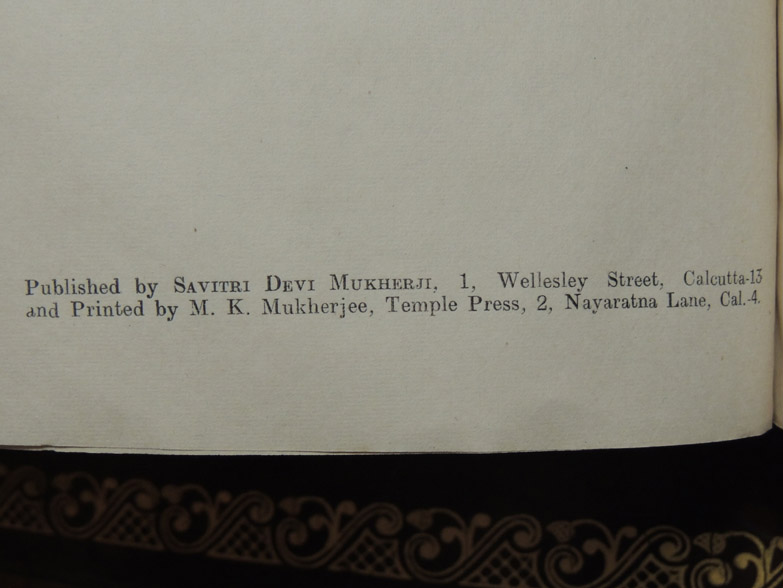 Published by SAVITRI DEVI MUKHERJI, 1, Wellesley Street, Calcutta-13
and Printed by M. K. Mukherjee, Temple Press, 2, Nayaratna Lane, Cal.-4.